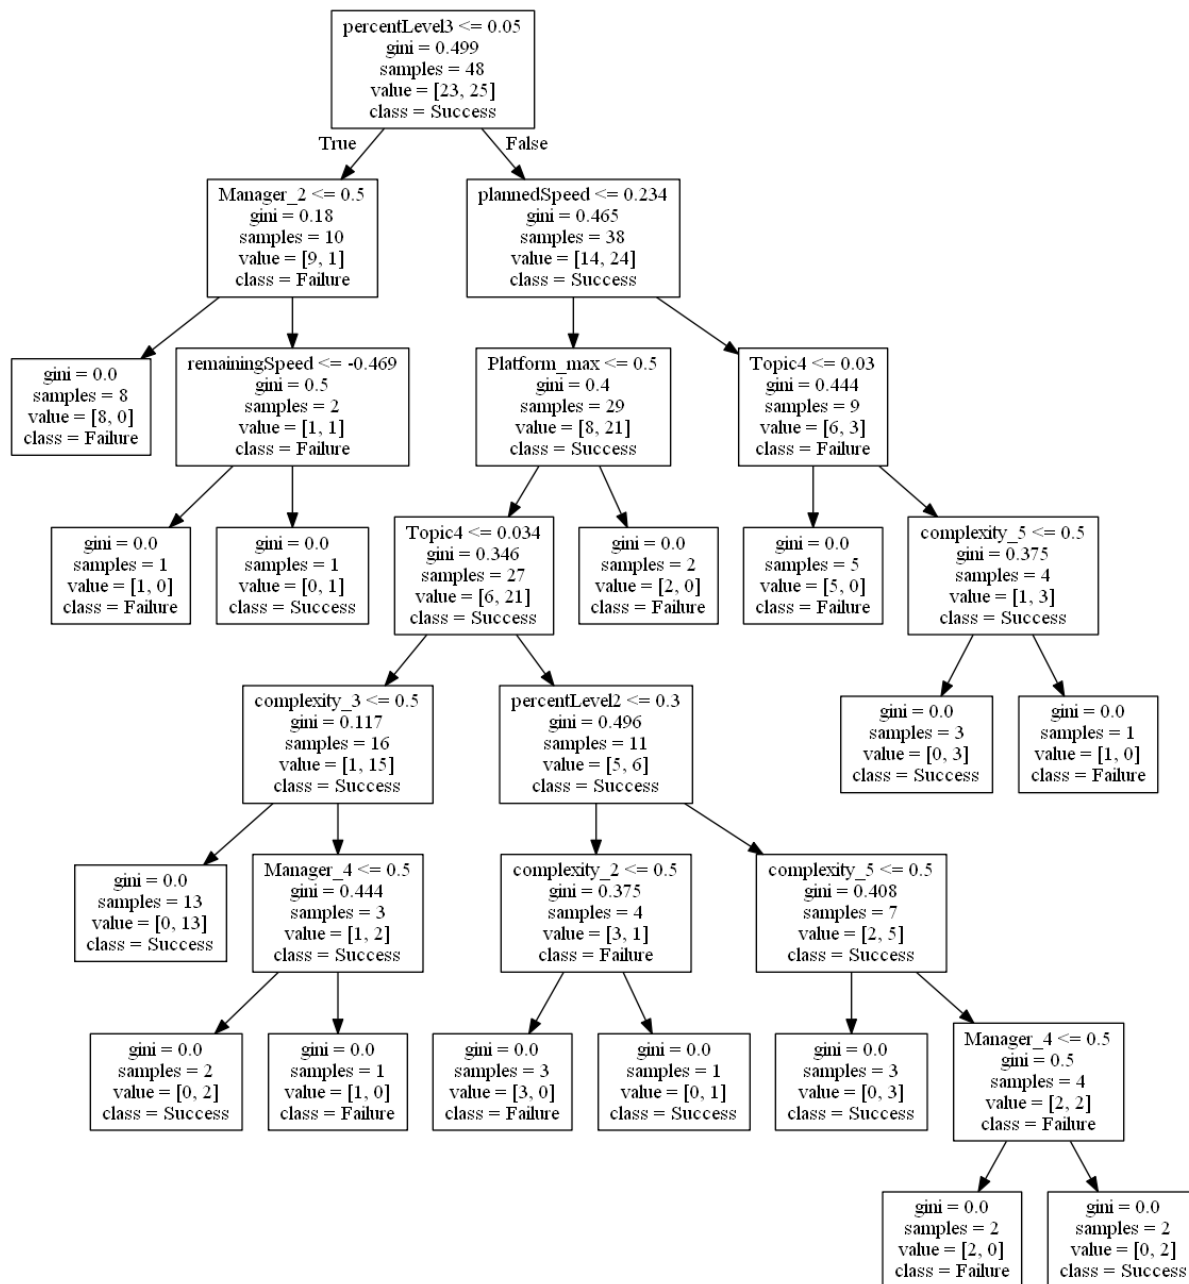 percentLevel3 <= 0.05
gini = 0.499
samples = 48
value = [23, 25]
class = Success
True
False
Manager_2 <= 0.5
gini = 0.18
samples = 10
value = [9, 1]
class = Failure
plannedSpeed <= 0.234
gini = 0.465
samples = 38
value = [14, 24]
class = Success
gini = 0.0
samples = 8
value = [8, 0]
class = Failure
remainingSpeed <= -0.469
gini = 0.5
samples = 2
value = [1, 1]
class = Failure
Platform_max <= 0.5
gini = 0.4
samples = 29
value = [8, 21]
class = Success
Topic4 <= 0.03
gini = 0.444
samples = 9
value = [6, 3]
class = Failure
gini = 0.0
samples = 1
value = [1, 0]
class = Failure
gini = 0.0
samples = 1
value = [0, 1]
class = Success
Topic4 <= 0.034
gini = 0.346
samples = 27
value = [6, 21]
class = Success
gini = 0.0
samples = 2
value = [2, 0]
class = Failure
gini = 0.0
samples = 5
value = [5, 0]
class = Failure
complexity_5 <= 0.5
gini = 0.375
samples = 4
value = [1, 3]
class = Success
complexity_3 <= 0.5
gini = 0.117
samples = 16
value = [1, 15]
class = Success
percentLevel2 <= 0.3
gini = 0.496
samples = 11
value = [5, 6]
class = Success
gini = 0.0
samples = 3
value = [0, 3]
class = Success
gini = 0.0
samples = 1
value = [1, 0]
class = Failure
gini = 0.0
samples = 13
value = [0, 13]
class = Success
Manager_4 <= 0.5
gini = 0.444
samples = 3
value = [1, 2]
class = Success
complexity_2 <= 0.5
gini = 0.375
samples = 4
value = [3, 1]
class = Failure
complexity_5 <= 0.5
gini = 0.408
samples = 7
value = [2, 5]
class = Success
gini = 0.0
samples = 2
value = [0, 2]
class = Success
gini = 0.0
samples = 1
value = [1, 0]
class = Failure
gini = 0.0
samples = 3
value = [3, 0]
class = Failure
gini = 0.0
samples = 1
value = [0, 1]
class = Success
gini = 0.0
samples = 3
value = [0, 3]
class = Success
Manager_4 <= 0.5
gini = 0.5
samples = 4
value = [2, 2]
class = Failure
gini = 0.0
samples = 2
value = [2, 0]
class = Failure
gini = 0.0
samples = 2
value = [0, 2]
class = Success